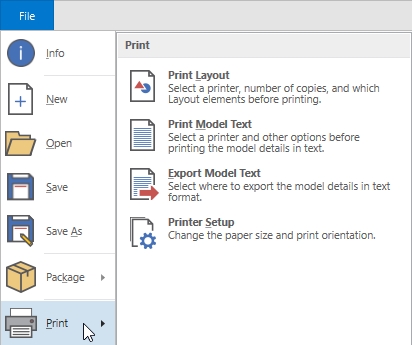 File
Info
New
Open
Save
Save As
Package
Print
Print
Print Layout
Select a printer, number of copies, and which
Layout elements before printing.
Print Model Text
Select a printer and other options before
printing the model details in text.
Export Model Text
Select where to export the model details in text
format.
Printer Setup
Change the paper size and print orientation.